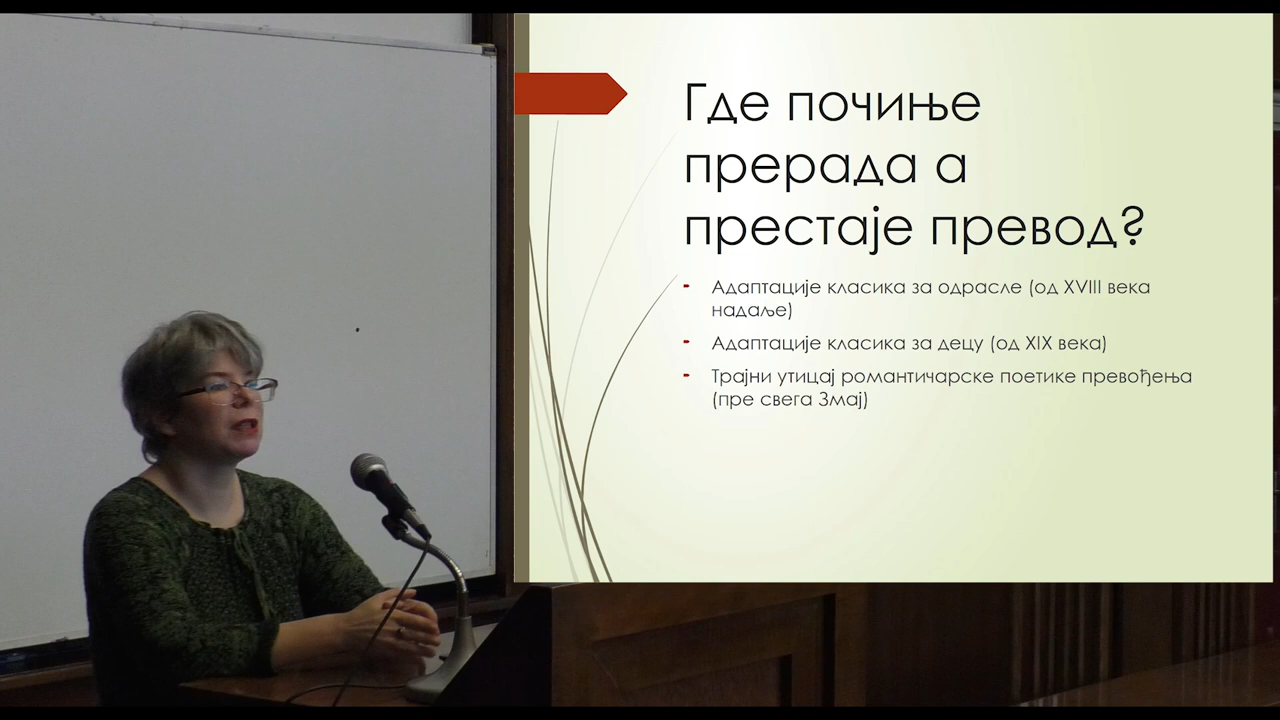 Где почиње
прерада а
престаје превод?
Адаптације класика за одрасле (од XVIII века
надаље)
Адаптације класика за децу (од XIX века)
Трајни утицај романтичарске поетике превођења
(пре свега Змај)